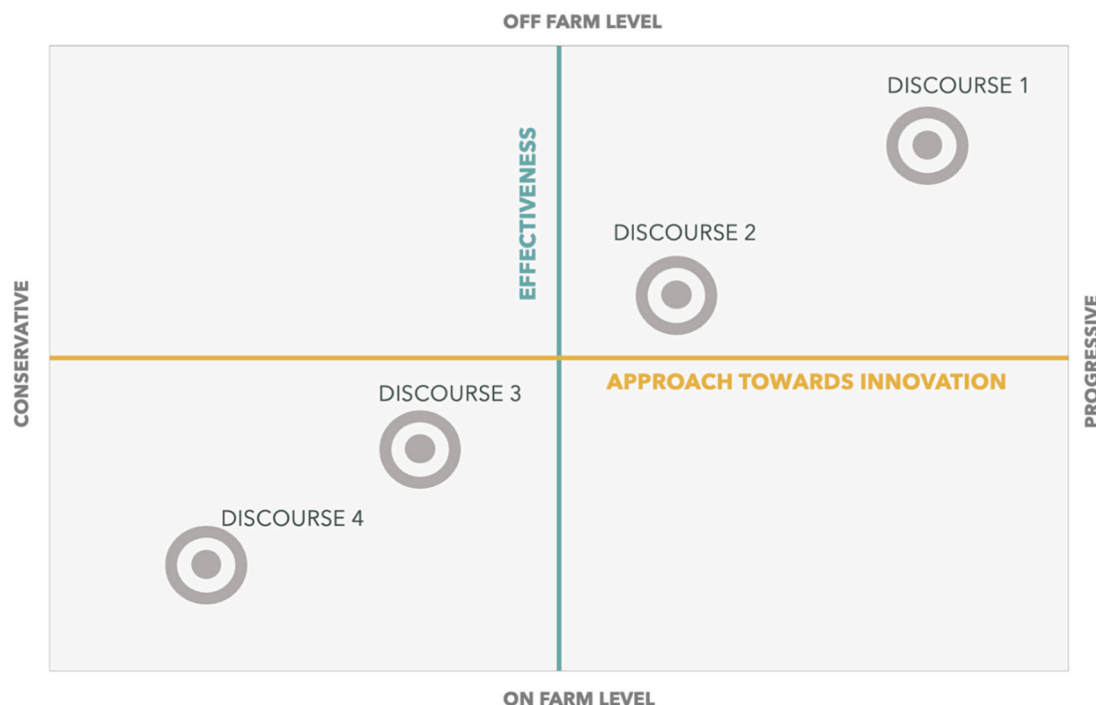 OFF FARM LEVEL
DISCOURSE 1
EFFECTIVENESS
DISCOURSE 2
CONSERVATIVE
PROGRESSIVE
APPROACH TOWARDS INNOVATION
DISCOURSE 3
DISCOURSE 4
ON FARM LEVEL